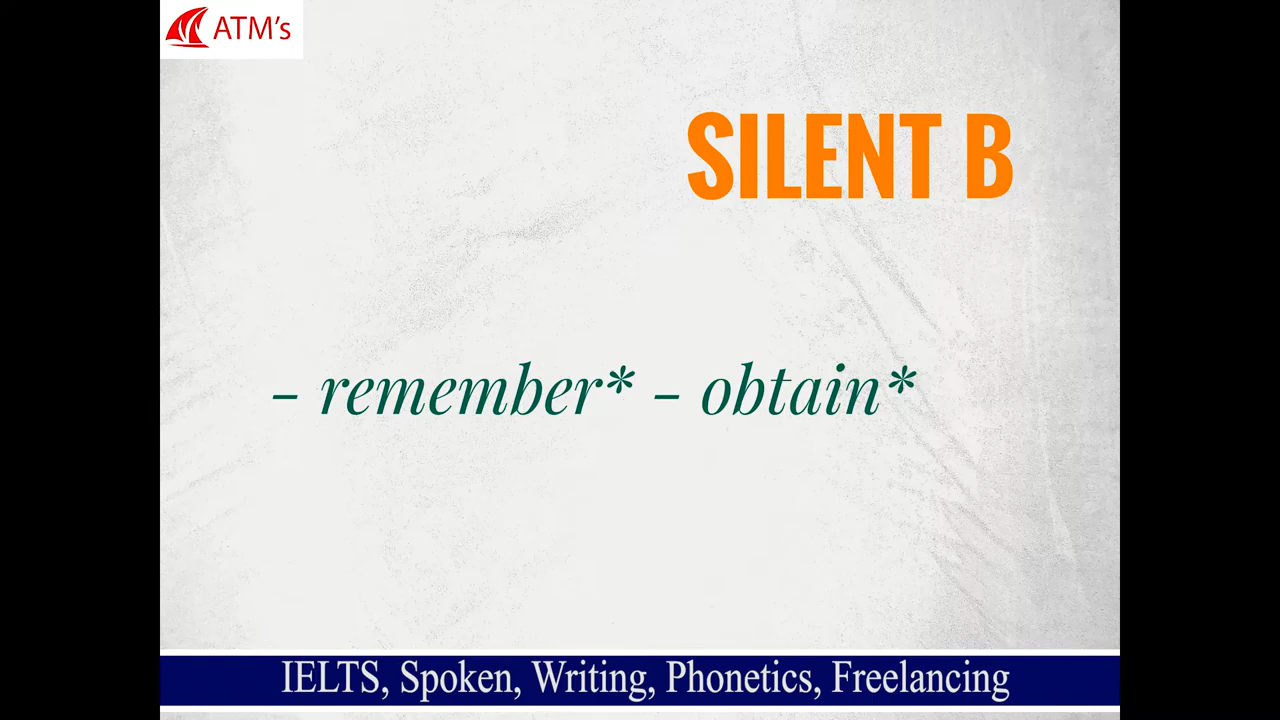 ATM's
SILENT B
– remember* – obtain*
IELTS, Spoken, Writing, Phonetics, Freelancing